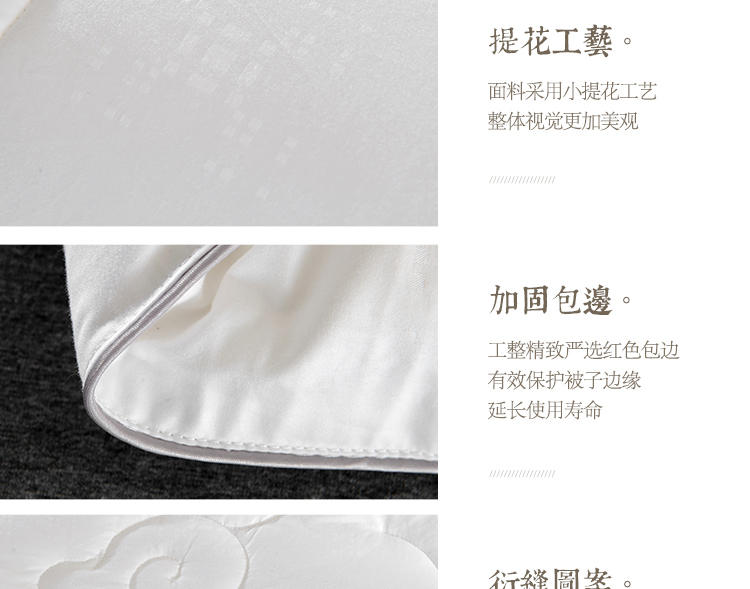 提花工藝。
面料采用小提花工艺
整体视觉更加美观
加固包邊。
工整精致严选红色包边
有效保护被子边缘
延长使用寿命
衍縫圖案。